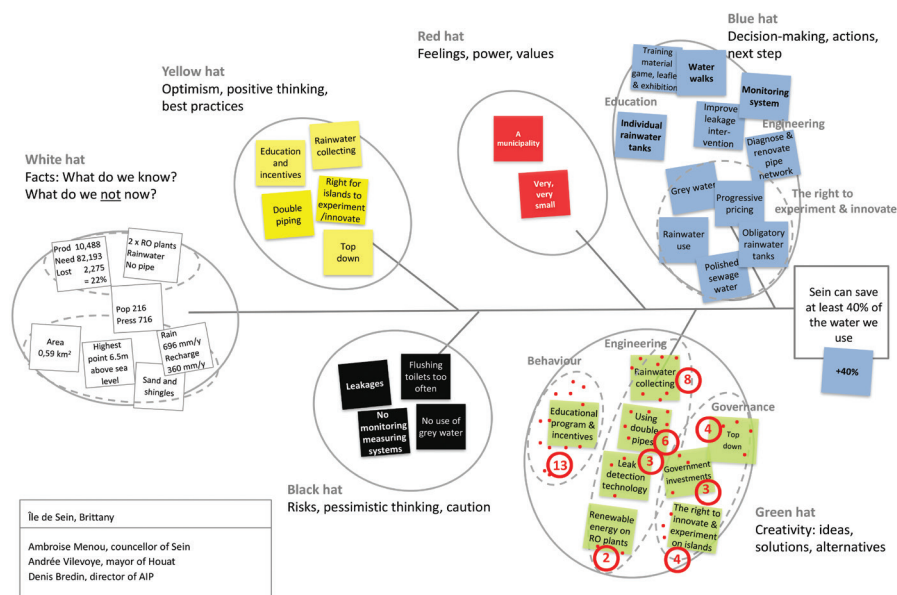 White hat
Facts: What do we know?
What do we not now?
Prod 10,488
Need 82,193
Lost 2,275
= 22%
2 x RO plants
Rainwater
No pipe
Pop 216
Press 716
Area
0,59 km²
Highest
point 6.5m
above sea
level
Rain
696 mm/y
Recharge
360 mm/y
Sand and
shingles
Yellow hat
Optimism, positive thinking,
best practices
Education
and
incentives
Rainwater
collecting
Double
piping
Right for
islands to
experiment
/innovate
Top
down
Red hat
Feelings, power, values
A
municipality
Very,
very
small
Blue hat
Decision-making, actions,
next step
Training
material
game, leafle
& exhibition
Water
walks
Monitoring
system
Education
Individual
rainwater
tanks
Improve
leakage
inter-
vention
Engineering
Diagnose &
renovate
pipe
network
Grey water
Progressive
pricing
The right to
experiment & innovate
Rainwater
use
Obligatory
rainwater
tanks
Polished
sewage
water
Sein can save
at least 40% of
the water we
use
+40%
Leakages
Flushing
toilets too
often
No
monitoring
measuring
systems
No use of
grey water
Black hat
Risks, pessimistic thinking, caution
Behaviour
Educational
program &
incentives
13
Engineering
Rainwater
collecting
8
Using
double
pipes
6
Leak
detection
technology
3
Renewable
energy on
RO plants
2
Governance
Top
down
4
Government
investments
3
The right to
innovate &
experiment
on islands
4
Green hat
Creativity: ideas,
solutions, alternatives
Île de Sein, Brittany
Ambroise Menou, councellor of Sein
Andrée Vilevoye, mayor of Houat
Denis Bredin, director of AIP